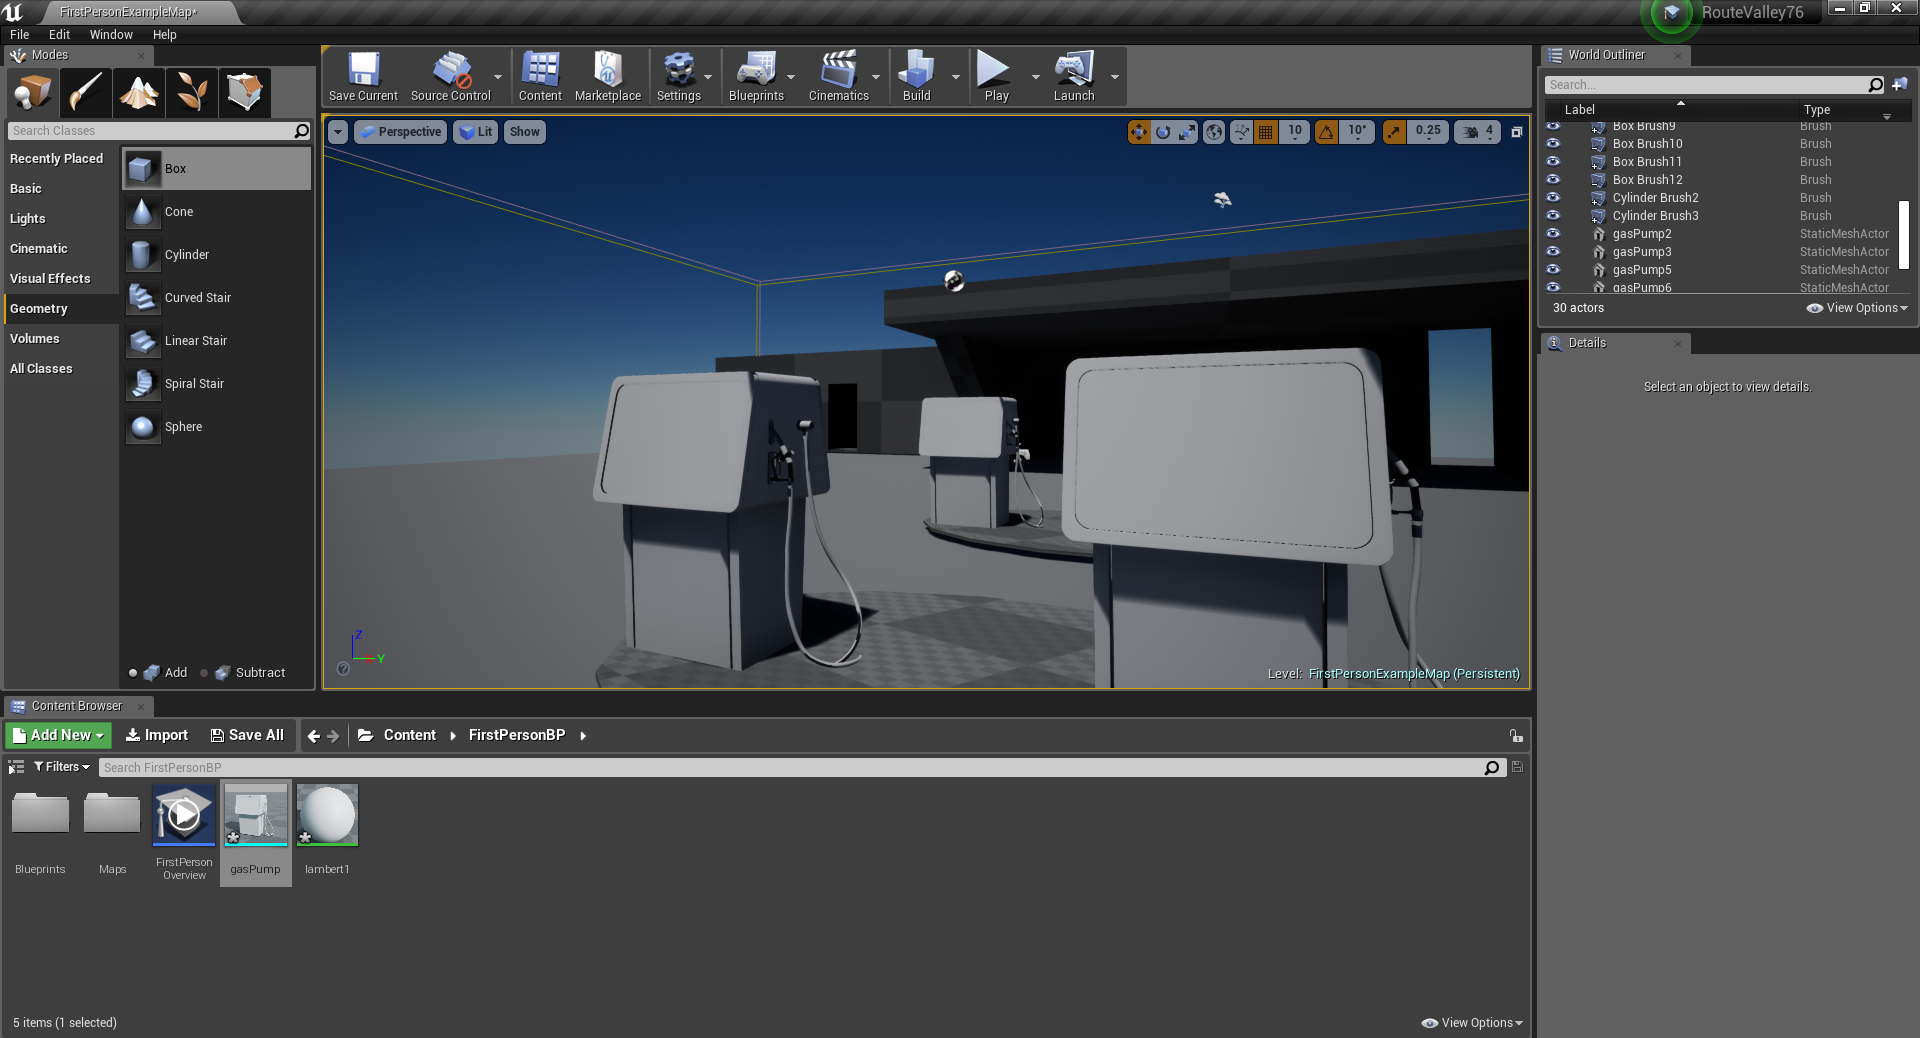 FirstPersonExampleMap*
RouteValley76
File Edit Window Help
Modes
Search Classes
Recently Placed
Basic
Lights
Cinematic
Visual Effects
Geometry
Volumes
All Classes
Box
Cone
Cylinder
Curved Stair
Linear Stair
Spiral Stair
Sphere
Add Subtract
Save Current Source Control Content Marketplace Settings Blueprints Cinematics Build Play Launch
Perspective Lit Show
10 10° 0.25 4
Z
Y
Level: FirstPersonExampleMap (Persistent)
World Outliner
Search...
Label Type
Box Brush9 Brush
Box Brush10 Brush
Box Brush11 Brush
Box Brush12 Brush
Cylinder Brush2 Brush
Cylinder Brush3 Brush
gasPump2 StaticMeshActor
gasPump3 StaticMeshActor
gasPump5 StaticMeshActor
gasPump6 StaticMeshActor
30 actors View Options
Details
Select an object to view details.
Content Browser
Add New Import Save All Content FirstPersonBP
Filters Search FirstPersonBP
Blueprints
Maps
FirstPerson
Overview
gasPump
lambert1
5 items (1 selected) View Options